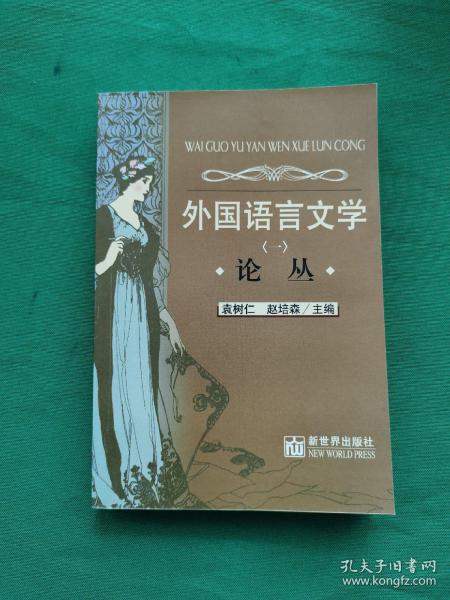 WAI GUO YU YAN WEN XUE LUN CONG
外国语言文学
〈一〉
论丛
袁树仁 赵培森/主编
新世界出版社
NEW WORLD PRESS
孔夫子旧书网
www.kongfz.com